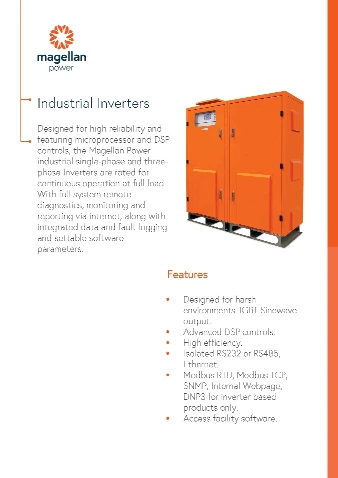 magellan
power
Industrial Inverters
Designed for high reliability and
featuring microprocessor and DSP
controls, the Magellan Power
industrial single-phase and three-
phase Inverters are rated for
continuous operation at full load.
With full system remote
diagnostics, monitoring and
reporting via internet, along with
integrated data and fault logging
and settable software
parameters.
Features
• Designed for harsh
environments. IGBT Sinewave
output.
• Advanced DSP controls.
• High efficiency.
• Isolated RS232 or RS485,
Ethernet.
• Modbus RTU, Modbus TCP,
SNMP, Internal Webpage,
DNP3 for inverter based
products only.
• Access facility software.